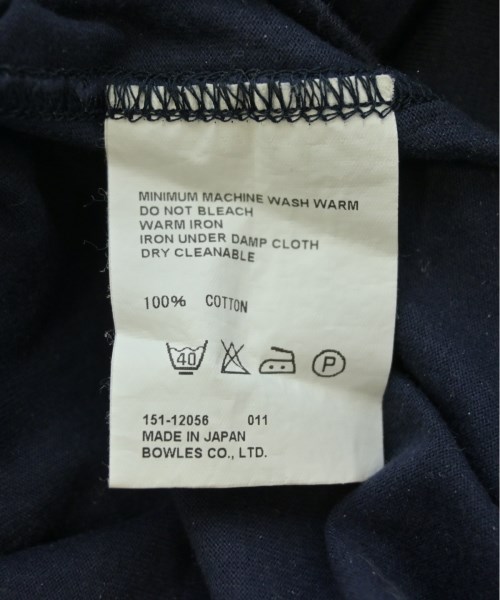 MINIMUM MACHINE WASH WARM
DO NOT BLEACH
WARM IRON
IRON UNDER DAMP CLOTH
DRY CLEANABLE
100% COTTON
40 P
151-12056 011
MADE IN JAPAN
BOWLES CO., LTD.